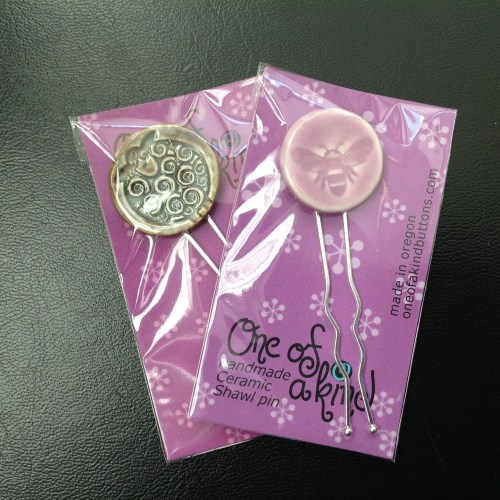 One of
a kind
handmade
Ceramic
Shawl pin
made in oregon
oneofakindbuttons.com